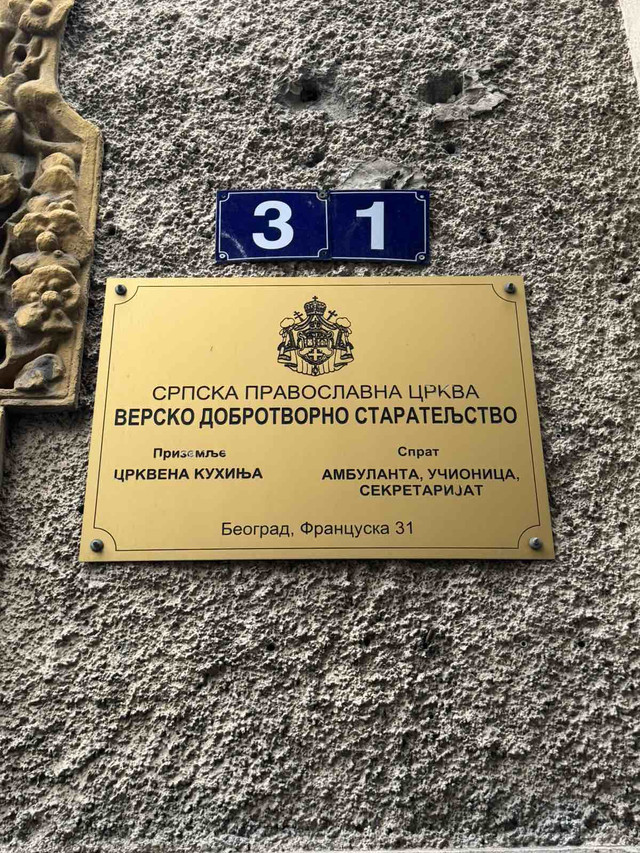 31
СРПСКА ПРАВОСЛАВНА ЦРКВА
ВЕРСКО ДОБРОТВОРНО СТАРАТЕЉСТВО
Приземље
ЦРКВЕНА КУХИЊА
Спрат
АМБУЛАНТА, УЧИОНИЦА,
СЕКРЕТАРИЈАТ
Београд, Француска 31